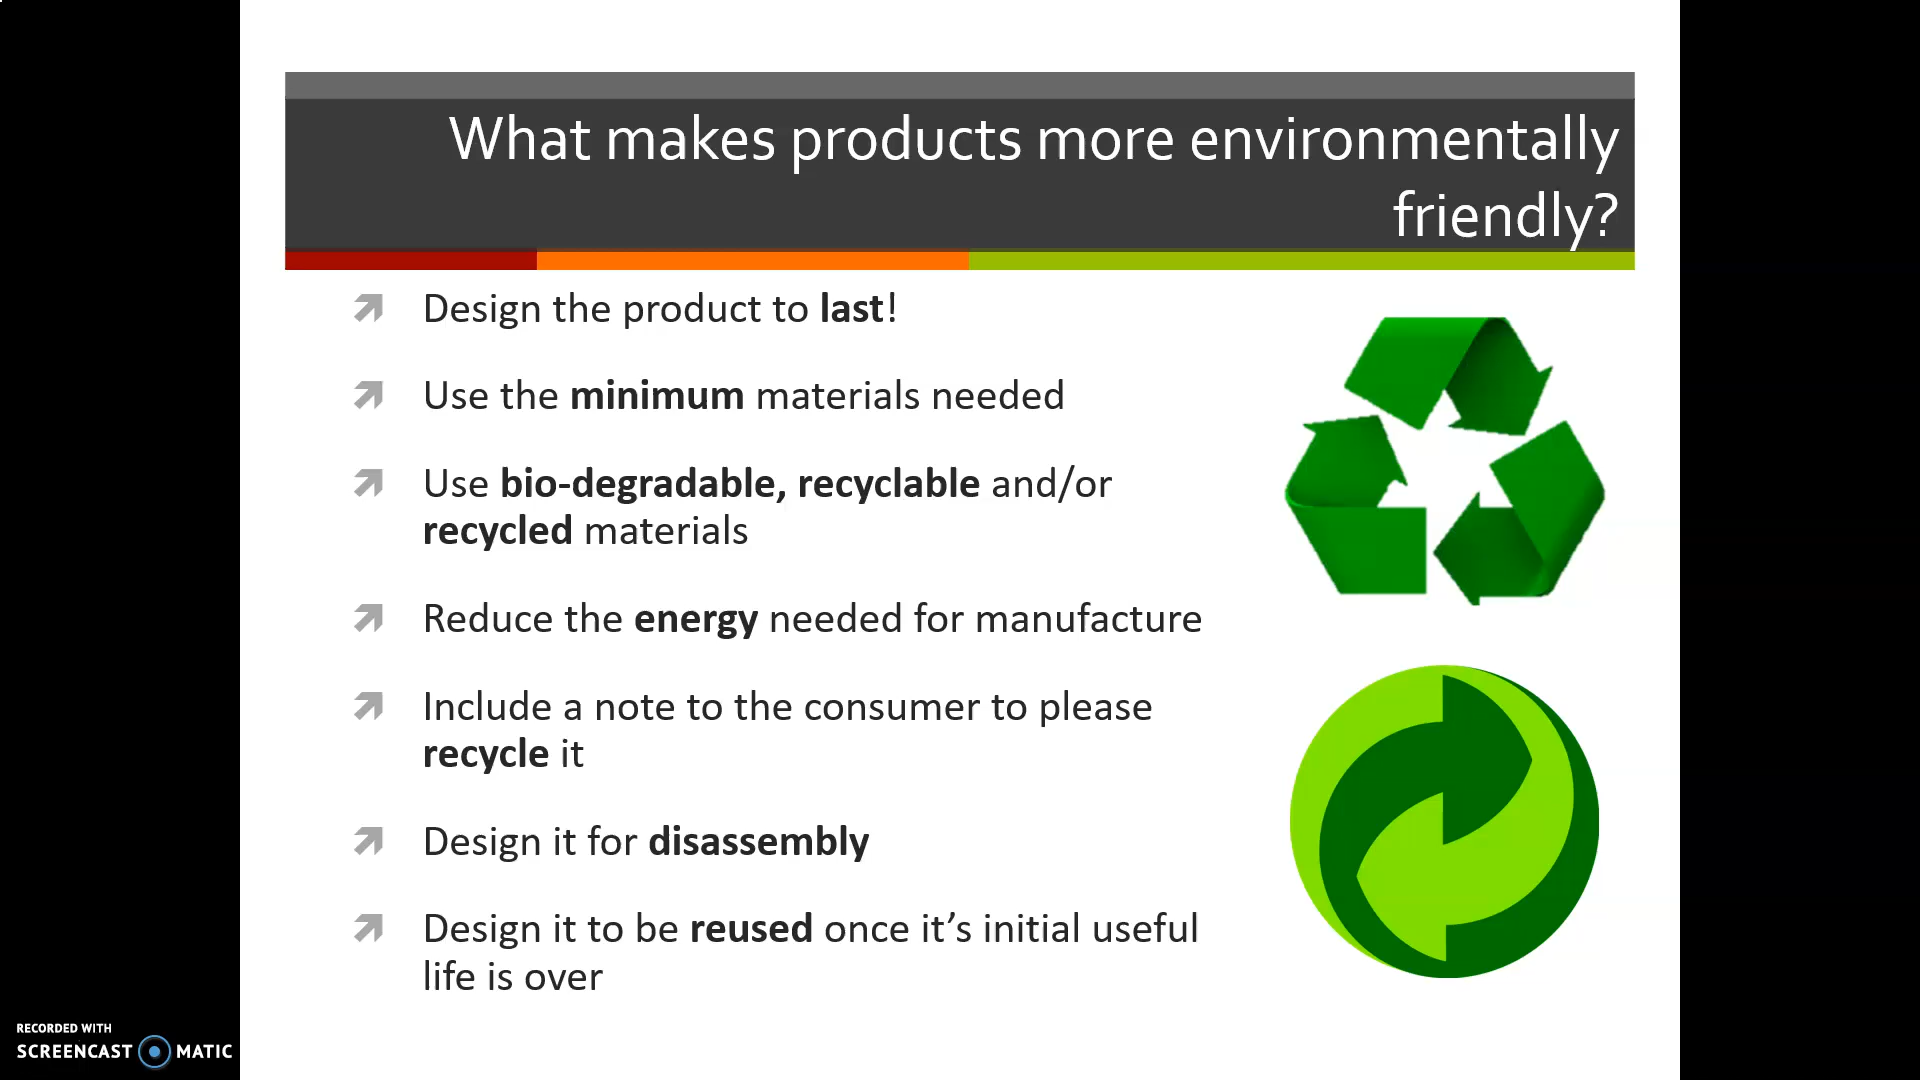 What makes products more environmentally
friendly?
Design the product to last!
Use the minimum materials needed
Use bio-degradable, recyclable and/or
recycled materials
Reduce the energy needed for manufacture
Include a note to the consumer to please
recycle it
Design it for disassembly
Design it to be reused once it’s initial useful
life is over
RECORDED WITH
SCREENCAST MATIC